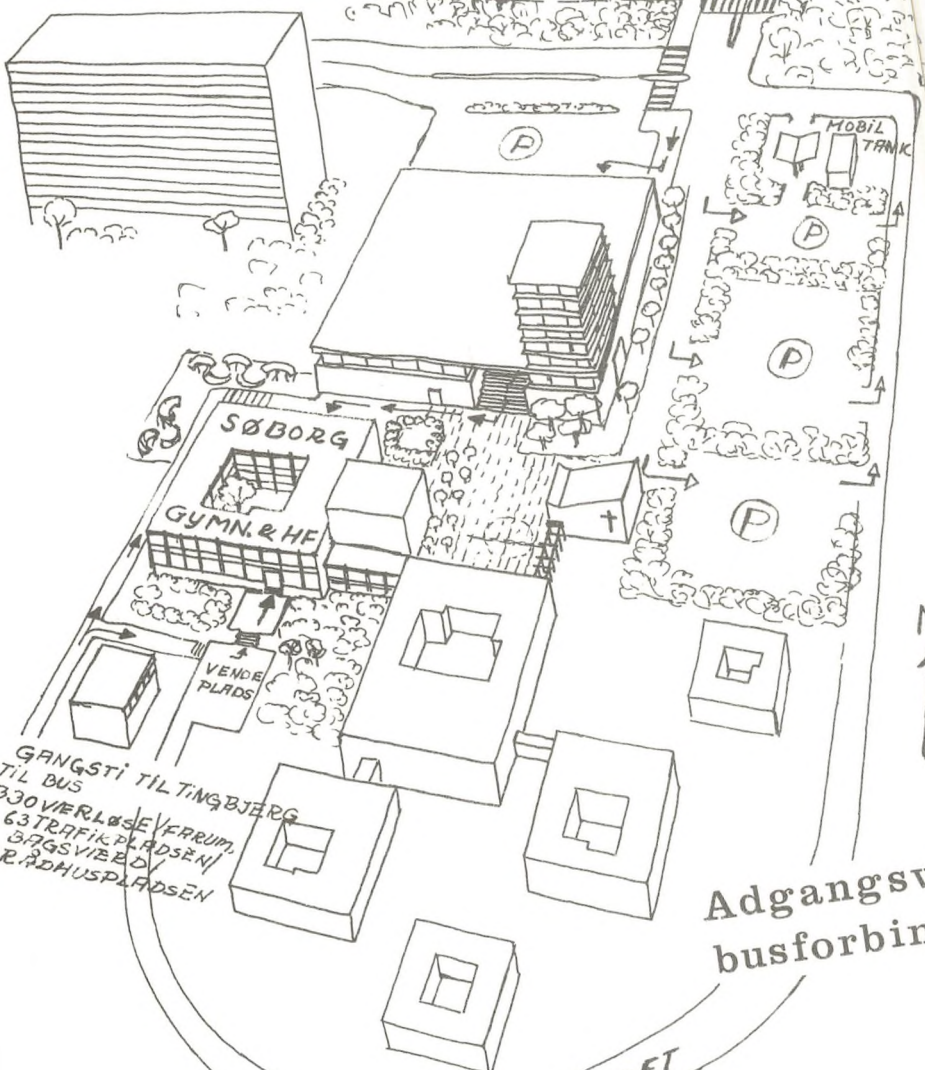 P
MOBIL
TANK
P
P
SØBORG
GYMN. & HF
P
VENDE
PLADS
GANGSTI TIL TINGBJERG
TIL BUS
330 VÆRLØSE/FARUM,
63 TRAFIKPLADSEN/
BAGSVÆRD/
RÅDHUSPLADSEN
Adgangsv
busforbin
ET